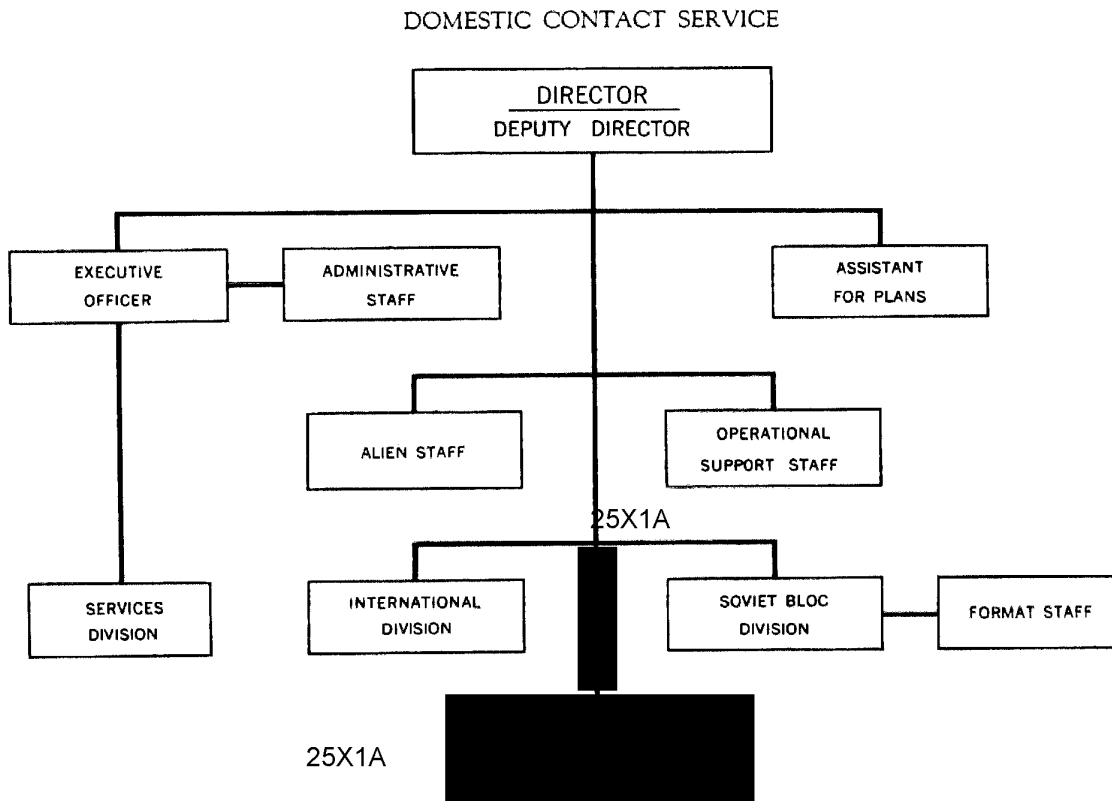 DOMESTIC CONTACT SERVICE
DIRECTOR
DEPUTY DIRECTOR
EXECUTIVE
OFFICER
ADMINISTRATIVE
STAFF
ASSISTANT
FOR PLANS
ALIEN STAFF
OPERATIONAL
SUPPORT STAFF
25X1A
SERVICES
DIVISION
INTERNATIONAL
DIVISION
SOVIET BLOC
DIVISION
FORMAT STAFF
25X1A